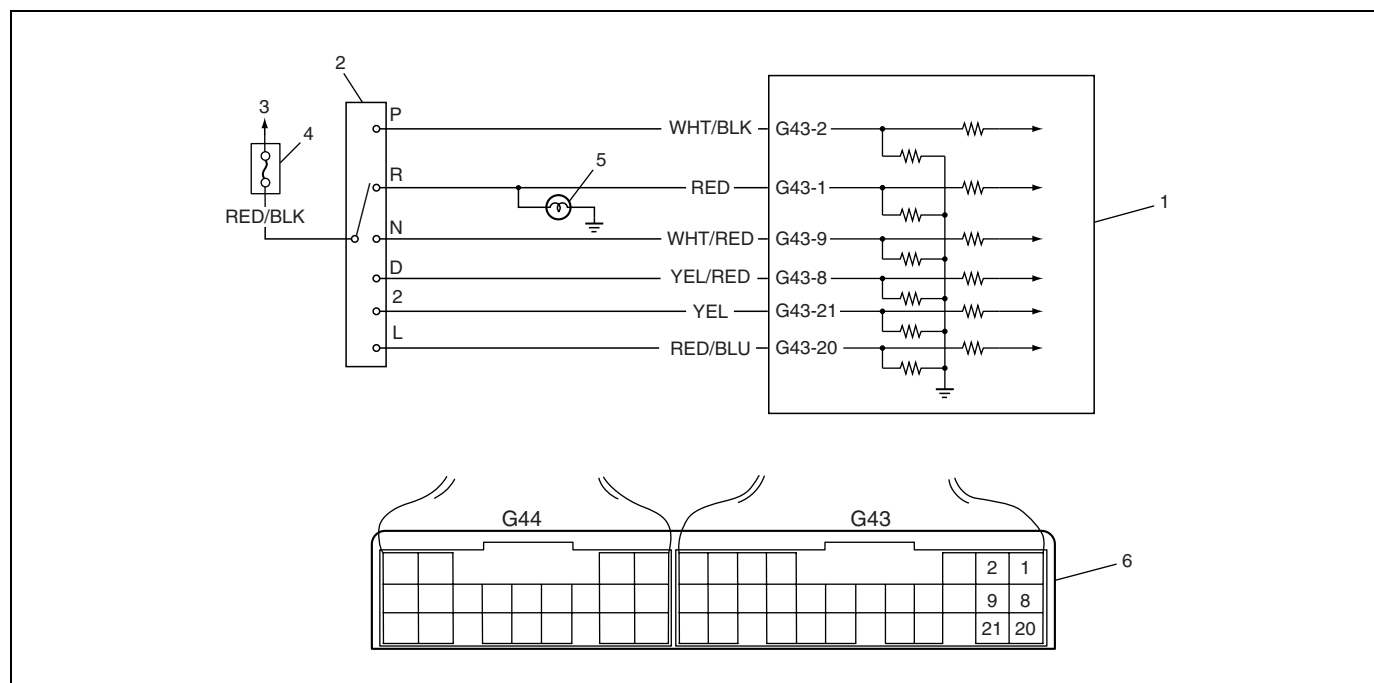 2
3
4
P
WHT/BLK
G43-2
5
R
RED
G43-1
1
RED/BLK
N
WHT/RED
G43-9
D
YEL/RED
G43-8
2
YEL
G43-21
L
RED/BLU
G43-20
G44
G43
2
1
6
9
8
21
20